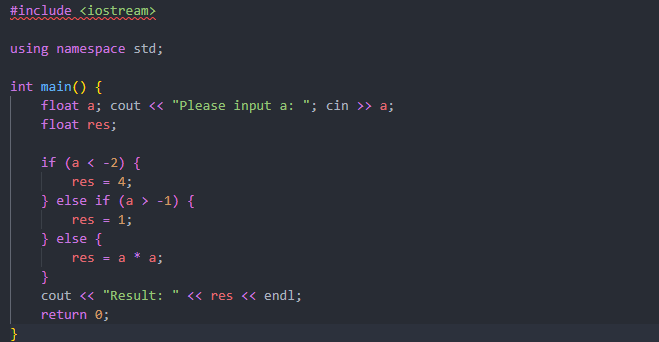 #include <iostream>
using namespace std;
int main() {
float a; cout << "Please input a: "; cin >> a;
float res;
if (a < -2) {
res = 4;
} else if (a > -1) {
res = 1;
} else {
res = a * a;
}
cout << "Result: " << res << endl;
return 0;
}